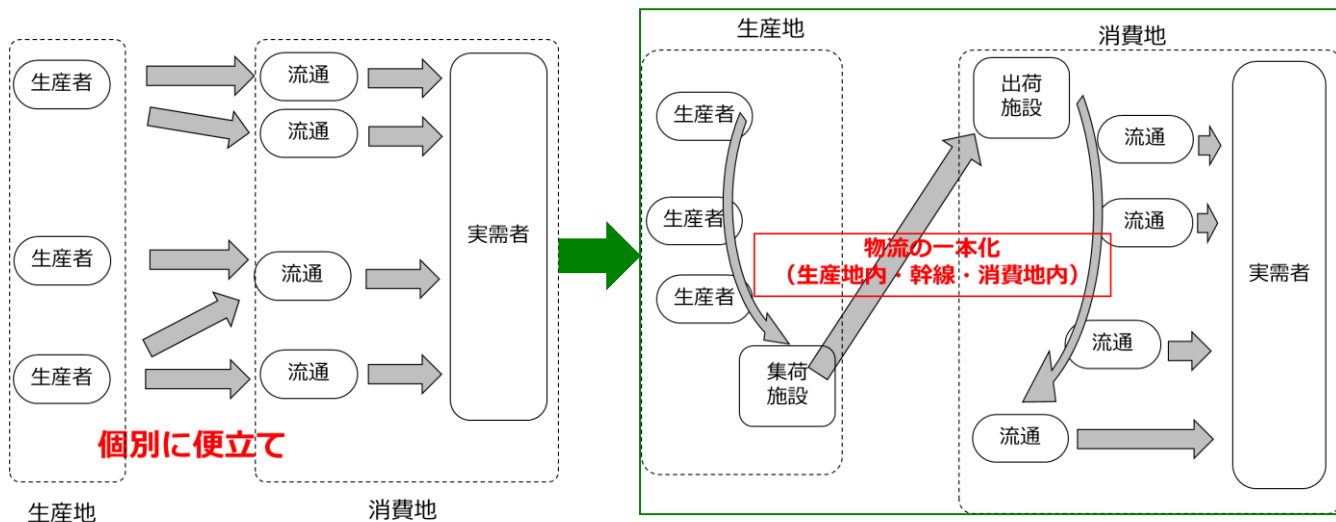 生産者
流通
流通
生産者
流通
生産者
流通
実需者
個別に便立て
生産地
消費地
生産地
生産者
生産者
生産者
集荷
施設
物流の一本化
（生産地内・幹線・消費地内）
消費地
出荷
施設
流通
流通
流通
流通
実需者